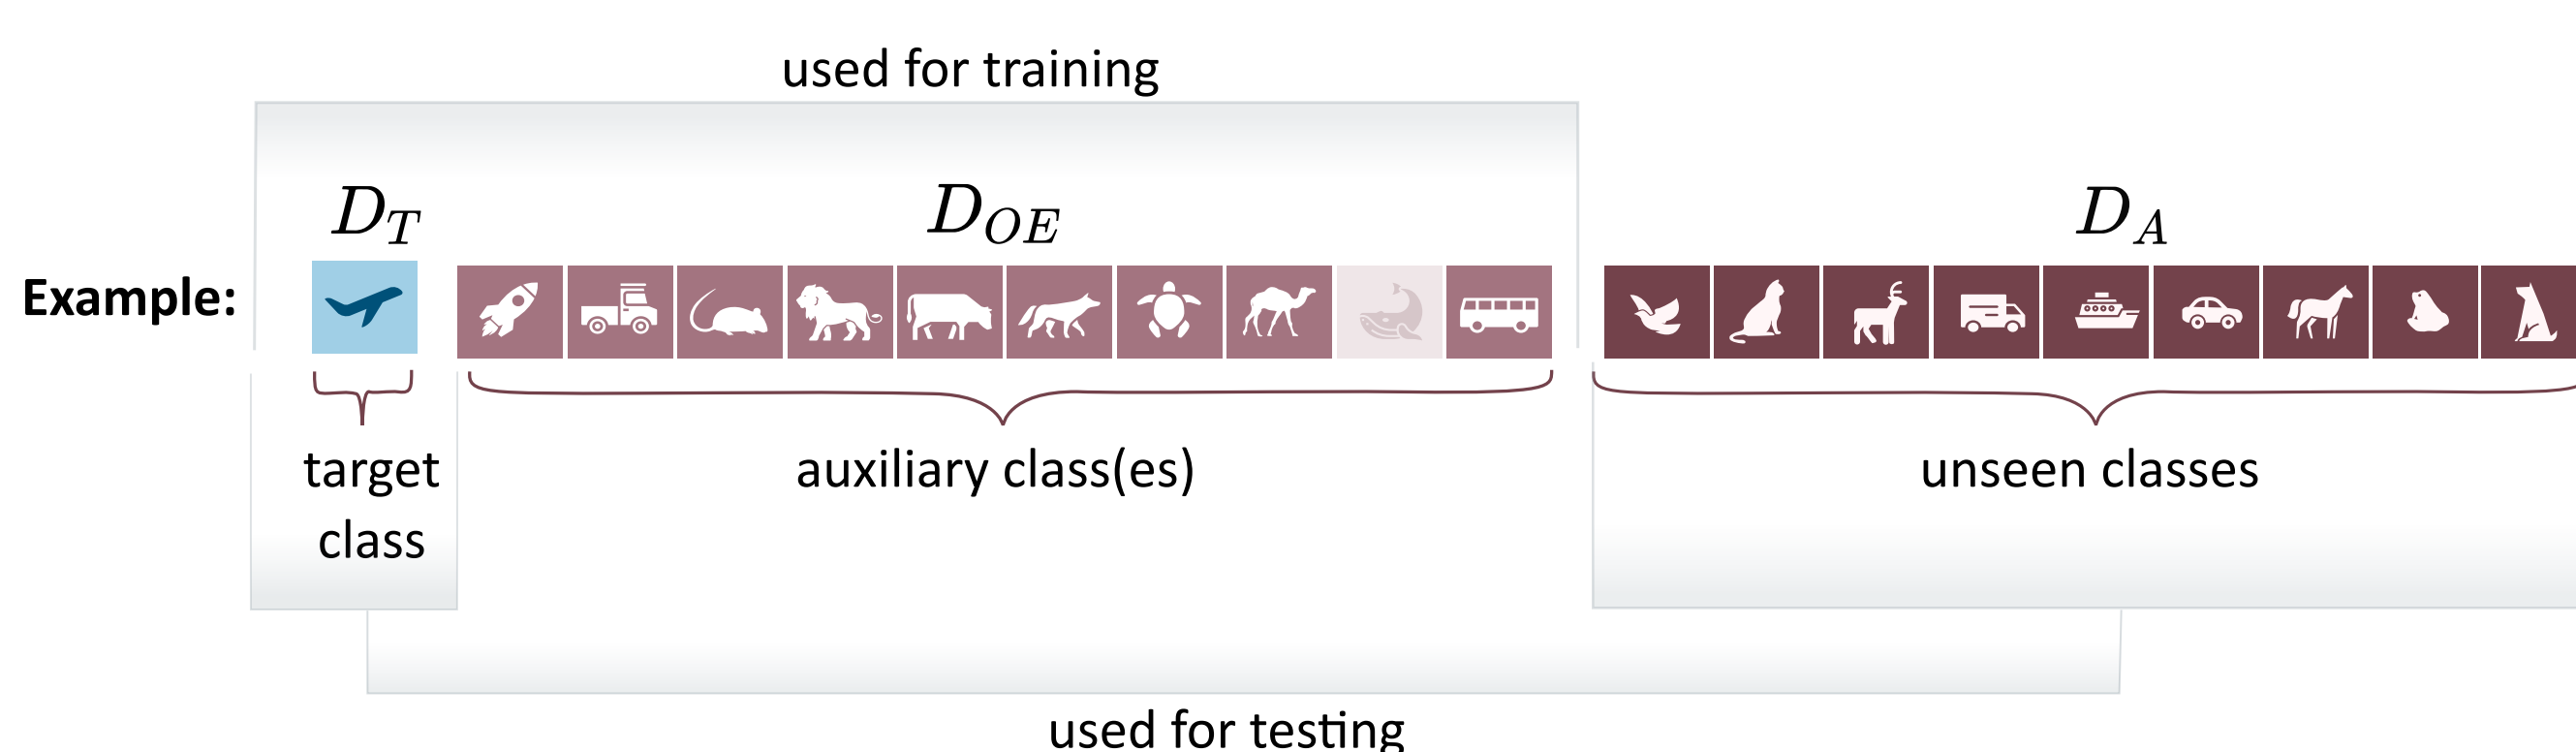 used for training
D_T
D_OE
D_A
Example:
target
class
auxiliary class(es)
unseen classes
used for testing